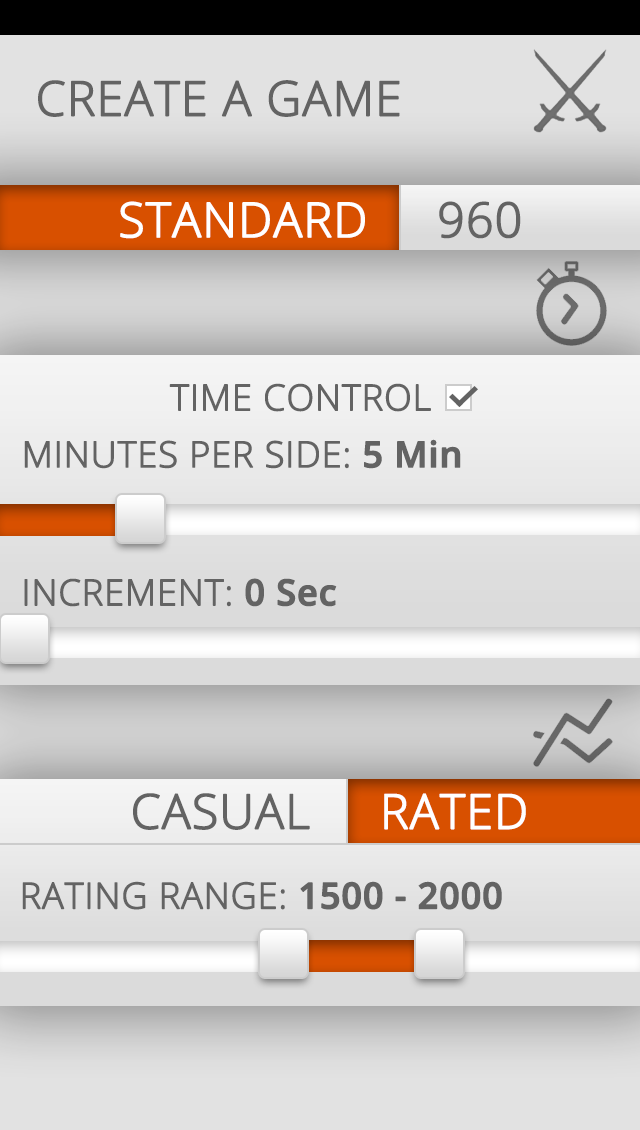 CREATE A GAME
STANDARD 960
TIME CONTROL
MINUTES PER SIDE: 5 Min
INCREMENT: 0 Sec
CASUAL RATED
RATING RANGE: 1500 - 2000